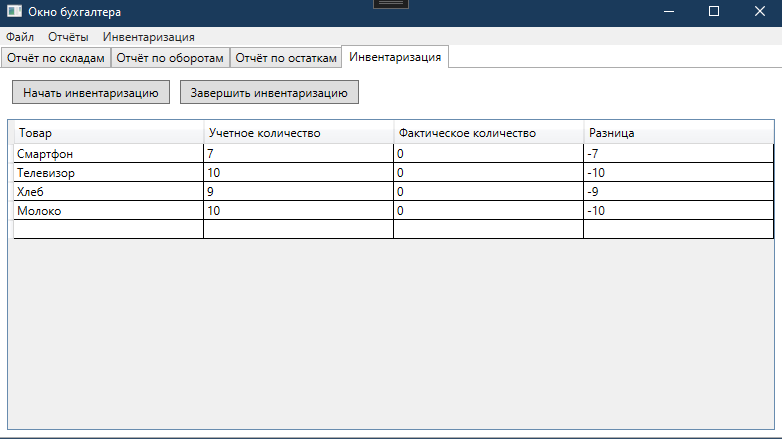 Окно бухгалтера
Файл Отчёты Инвентаризация
Отчёт по складам Отчёт по оборотам Отчёт по остаткам Инвентаризация
Начать инвентаризацию Завершить инвентаризацию
Товар Учетное количество Фактическое количество Разница
Смартфон 7 0 -7
Телевизор 10 0 -10
Хлеб 9 0 -9
Молоко 10 0 -10